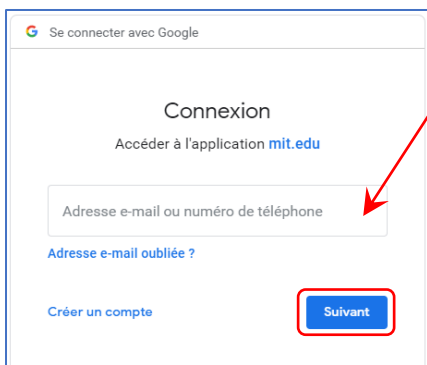 Se connecter avec Google
Connexion
Accéder à l'application mit.edu
Adresse e-mail ou numéro de téléphone
Adresse e-mail oubliée ?
Créer un compte
Suivant